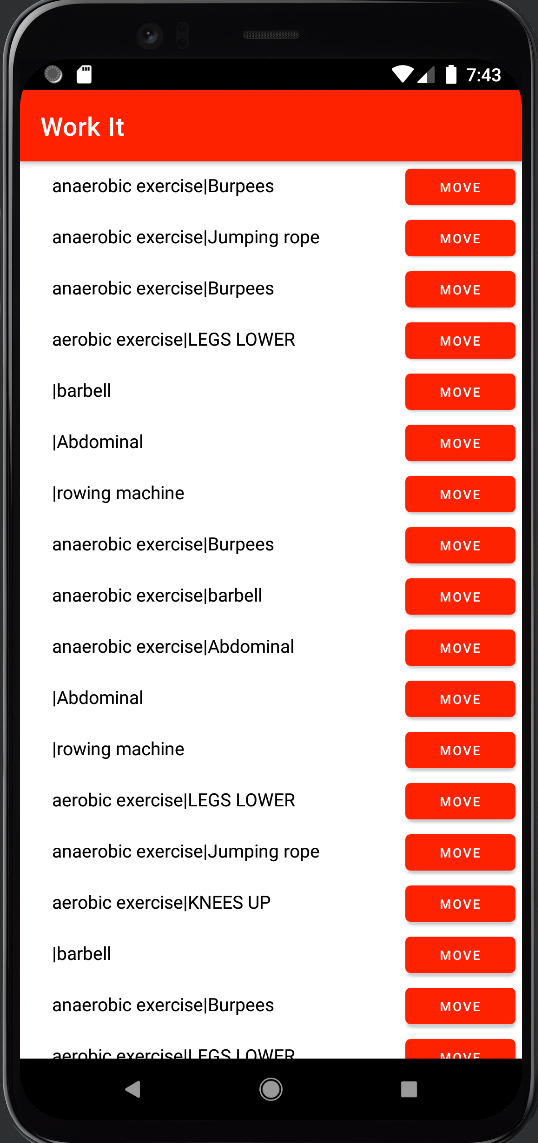 7:43
Work It
anaerobic exercise|Burpees MOVE
anaerobic exercise|Jumping rope MOVE
anaerobic exercise|Burpees MOVE
aerobic exercise|LEGS LOWER MOVE
|barbell MOVE
|Abdominal MOVE
|rowing machine MOVE
anaerobic exercise|Burpees MOVE
anaerobic exercise|barbell MOVE
anaerobic exercise|Abdominal MOVE
|Abdominal MOVE
|rowing machine MOVE
aerobic exercise|LEGS LOWER MOVE
anaerobic exercise|Jumping rope MOVE
aerobic exercise|KNEES UP MOVE
|barbell MOVE
anaerobic exercise|Burpees MOVE
aerobic exercise|LEGS LOWER MOVE